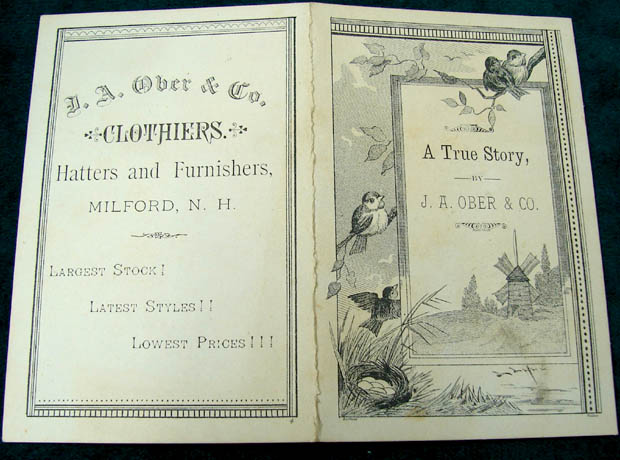 J. A. Ober & Co.
CLOTHIERS.
Hatters and Furnishers,
MILFORD, N. H.
LARGEST STOCK!
LATEST STYLES!!
LOWEST PRICES!!!
A True Story,
BY
J. A. OBER & CO.